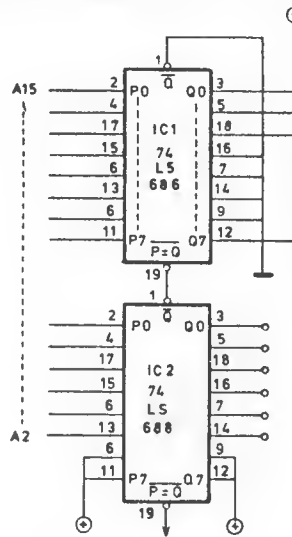 1
A15 2 P0 Q̅ Q0 3
4 5
17 IC1 18
15 74 16
6 LS 7
13 686 14
6 9
11 P7 P=Q Q7 12
19
1
2 P0 Q̅ Q0 3
4 5
17 IC2 18
15 74 16
6 LS 7
A2 13 688 14
6 9
11 P7 P=Q Q7 12
19